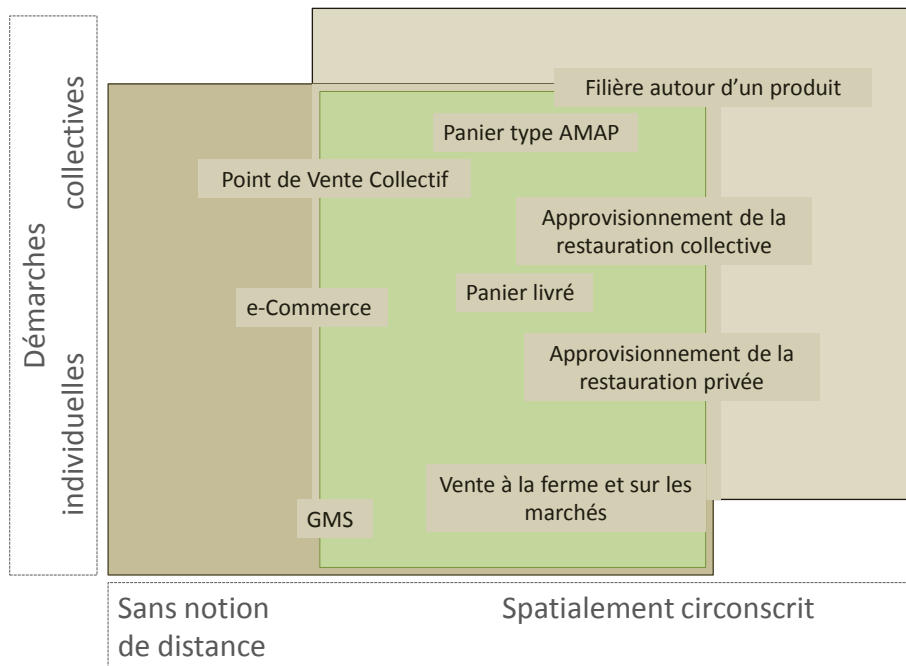 Démarches
collectives
individuelles
Filière autour d'un produit
Panier type AMAP
Point de Vente Collectif
Approvisionnement de la
restauration collective
Panier livré
e-Commerce
Approvisionnement de la
restauration privée
Vente à la ferme et sur les
marchés
GMS
Sans notion
de distance
Spatialement circonscrit